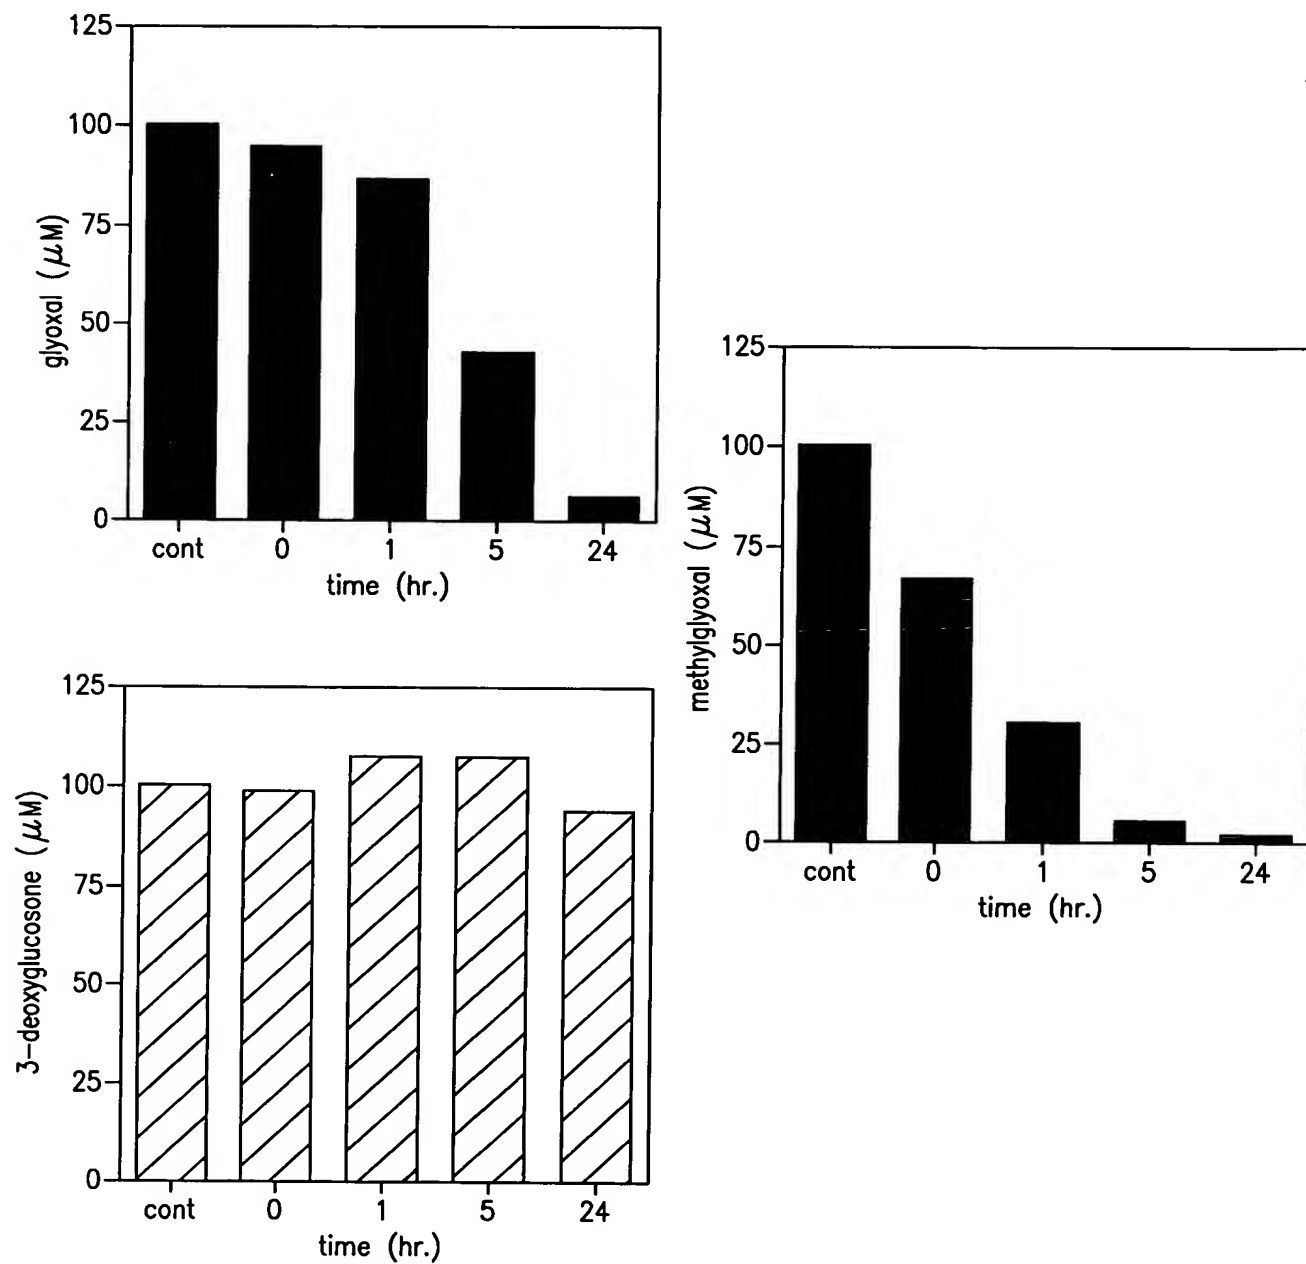 125
100
75
50
25
0
glyoxal (μM)
cont 0 1 5 24
time (hr.)
125
100
75
50
25
0
methylglyoxal (μM)
cont 0 1 5 24
time (hr.)
125
100
75
50
25
0
3-deoxyglucosone (μM)
cont 0 1 5 24
time (hr.)